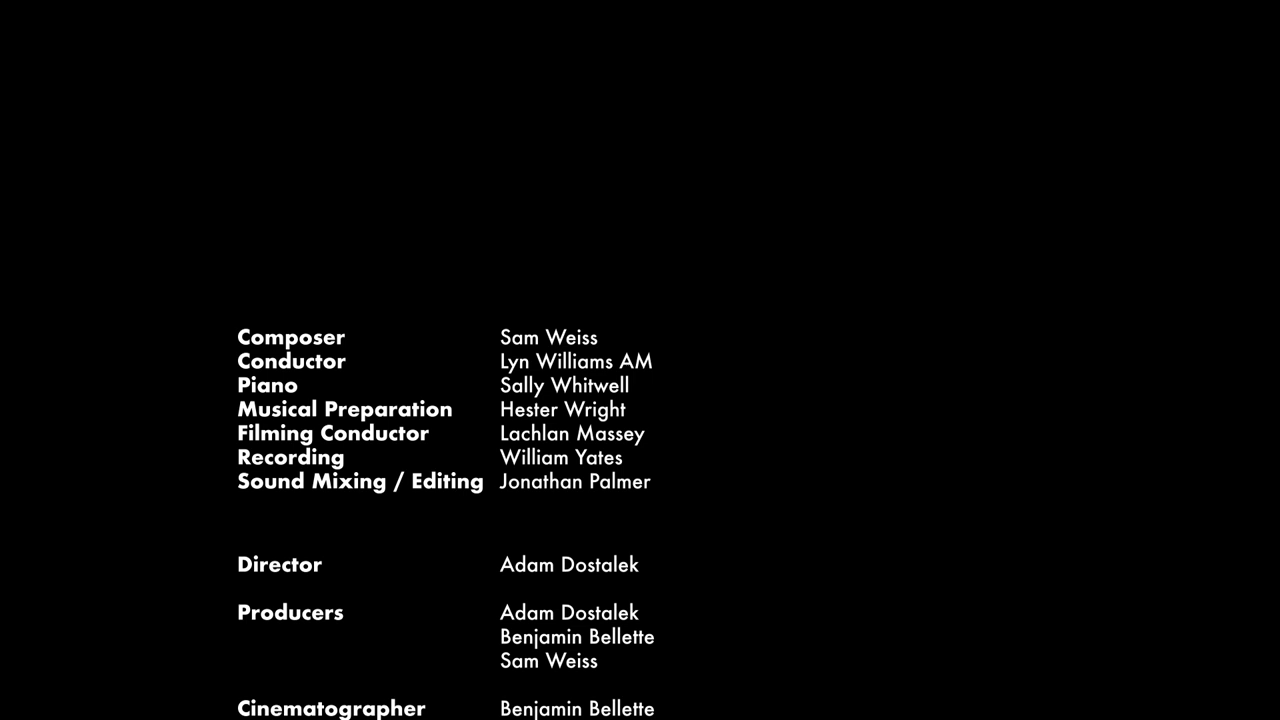 Composer Sam Weiss
Conductor Lyn Williams AM
Piano Sally Whitwell
Musical Preparation Hester Wright
Filming Conductor Lachlan Massey
Recording William Yates
Sound Mixing / Editing Jonathan Palmer
Director Adam Dostalek
Producers Adam Dostalek
Benjamin Bellette
Sam Weiss
Cinematographer Benjamin Bellette